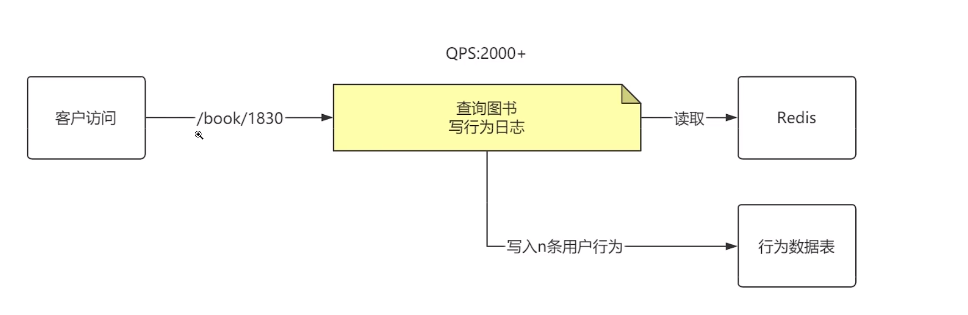 QPS:2000+
客户访问
/book/1830
查询图书
写行为日志
读取
Redis
写入n条用户行为
行为数据表